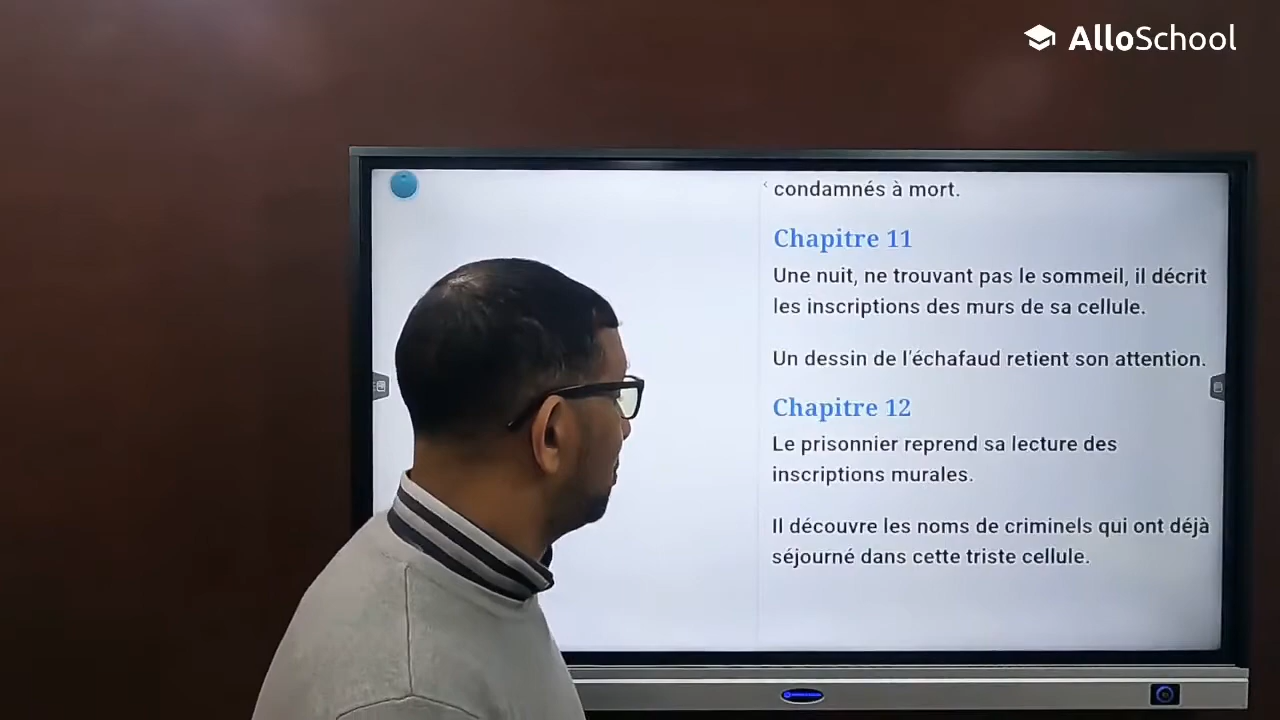 AlloSchool
condamnés à mort.
Chapitre 11
Une nuit, ne trouvant pas le sommeil, il décrit
les inscriptions des murs de sa cellule.
Un dessin de l'échafaud retient son attention.
Chapitre 12
Le prisonnier reprend sa lecture des
inscriptions murales.
Il découvre les noms de criminels qui ont déjà
séjourné dans cette triste cellule.